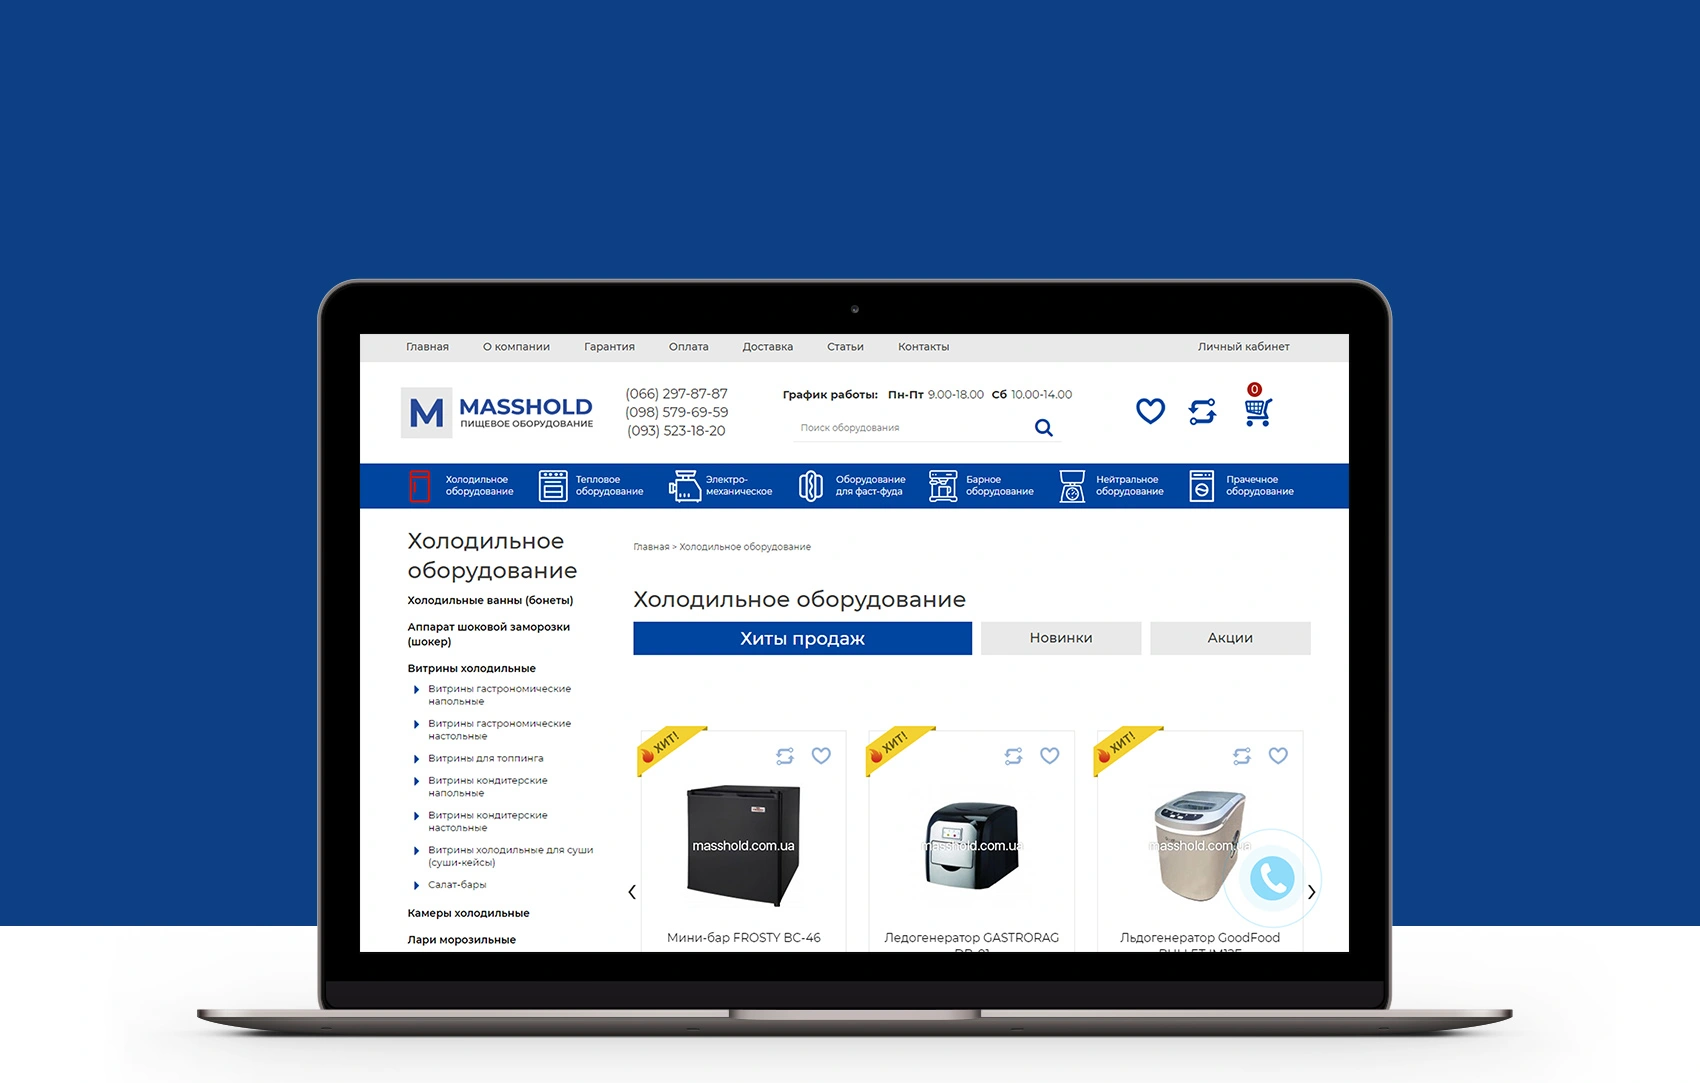 Главная О компании Гарантия Оплата Доставка Статьи Контакты Личный кабинет
M MASSHOLD
ПИЩЕВОЕ ОБОРУДОВАНИЕ
(066) 297-87-87
(098) 579-69-59
(093) 523-18-20
График работы: Пн-Пт 9.00-18.00 Сб 10.00-14.00
Поиск оборудования
0
Холодильное
оборудование
Тепловое
оборудование
Электро-
механическое
Оборудование
для фаст-фуда
Барное
оборудование
Нейтральное
оборудование
Прачечное
оборудование
Холодильное
оборудование
Холодильные ванны (бонеты)
Аппарат шоковой заморозки
(шокер)
Витрины холодильные
Витрины гастрономические
напольные
Витрины гастрономические
настольные
Витрины для топпинга
Витрины кондитерские
напольные
Витрины кондитерские
настольные
Витрины холодильные для суши
(суши-кейсы)
Салат-бары
Камеры холодильные
Лари морозильные
Главная > Холодильное оборудование
Холодильное оборудование
Хиты продаж Новинки Акции
ХИТ!
masshold.com.ua
Мини-бар FROSTY BC-46
ХИТ!
masshold.com.ua
Ледогенератор GASTRORAG
ХИТ!
masshold.com.ua
Льдогенератор GoodFood